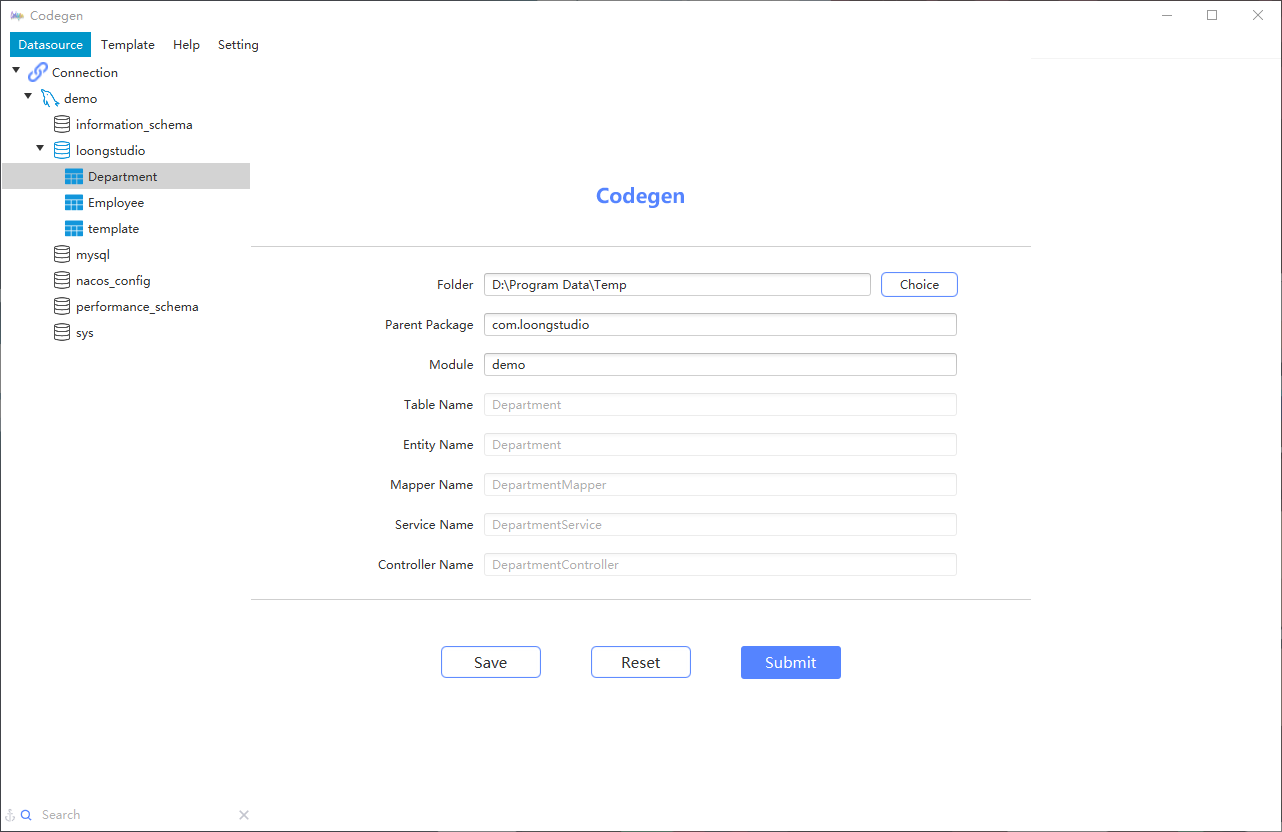 Codegen
Datasource Template Help Setting
Connection
demo
information_schema
loongstudio
Department
Employee
template
mysql
nacos_config
performance_schema
sys
Search
Codegen
Folder D:\Program Data\Temp Choice
Parent Package com.loongstudio
Module demo
Table Name Department
Entity Name Department
Mapper Name DepartmentMapper
Service Name DepartmentService
Controller Name DepartmentController
Save Reset Submit